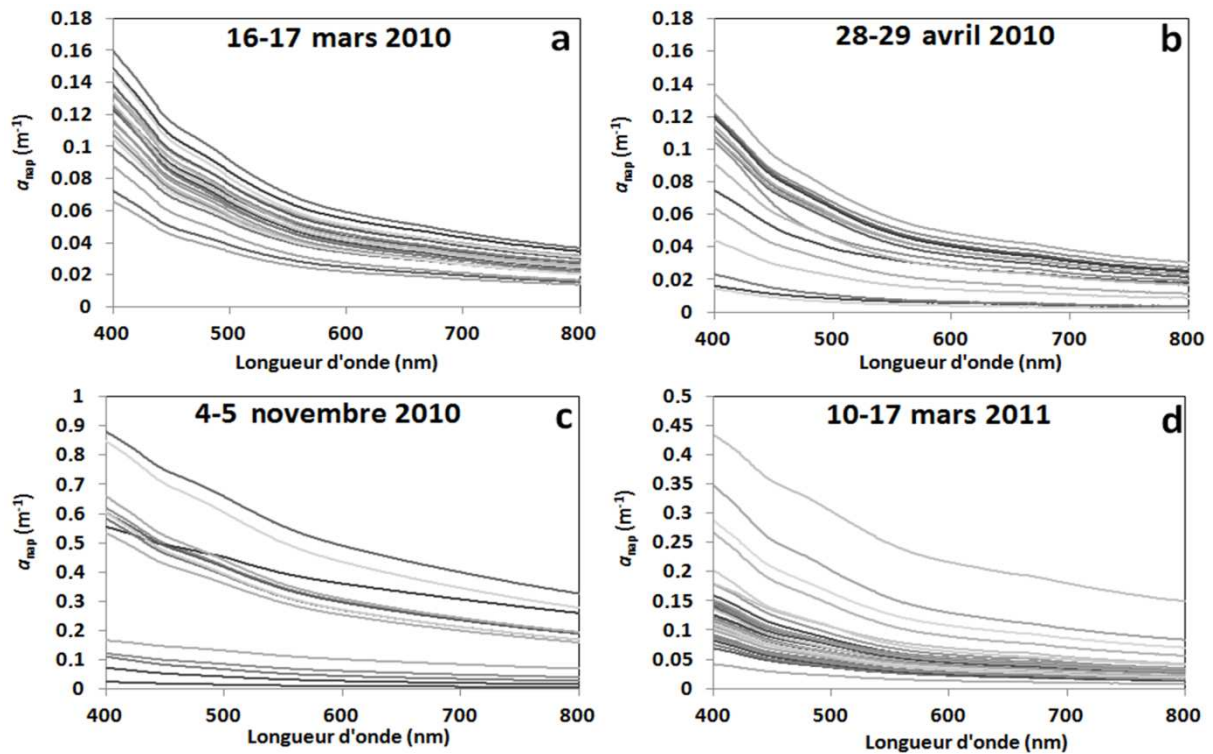 16-17 mars 2010
a
0.18
0.16
0.14
0.12
0.1
0.08
0.06
0.04
0.02
0
anap (m-1)
400 500 600 700 800
Longueur d'onde (nm)
28-29 avril 2010
b
0.18
0.16
0.14
0.12
0.1
0.08
0.06
0.04
0.02
0
anap (m-1)
400 500 600 700 800
Longueur d'onde (nm)
4-5 novembre 2010
c
1
0.9
0.8
0.7
0.6
0.5
0.4
0.3
0.2
0.1
0
anap (m-1)
400 500 600 700 800
Longueur d'onde (nm)
10-17 mars 2011
d
0.5
0.45
0.4
0.35
0.3
0.25
0.2
0.15
0.1
0.05
0
anap (m-1)
400 500 600 700 800
Longueur d'onde (nm)